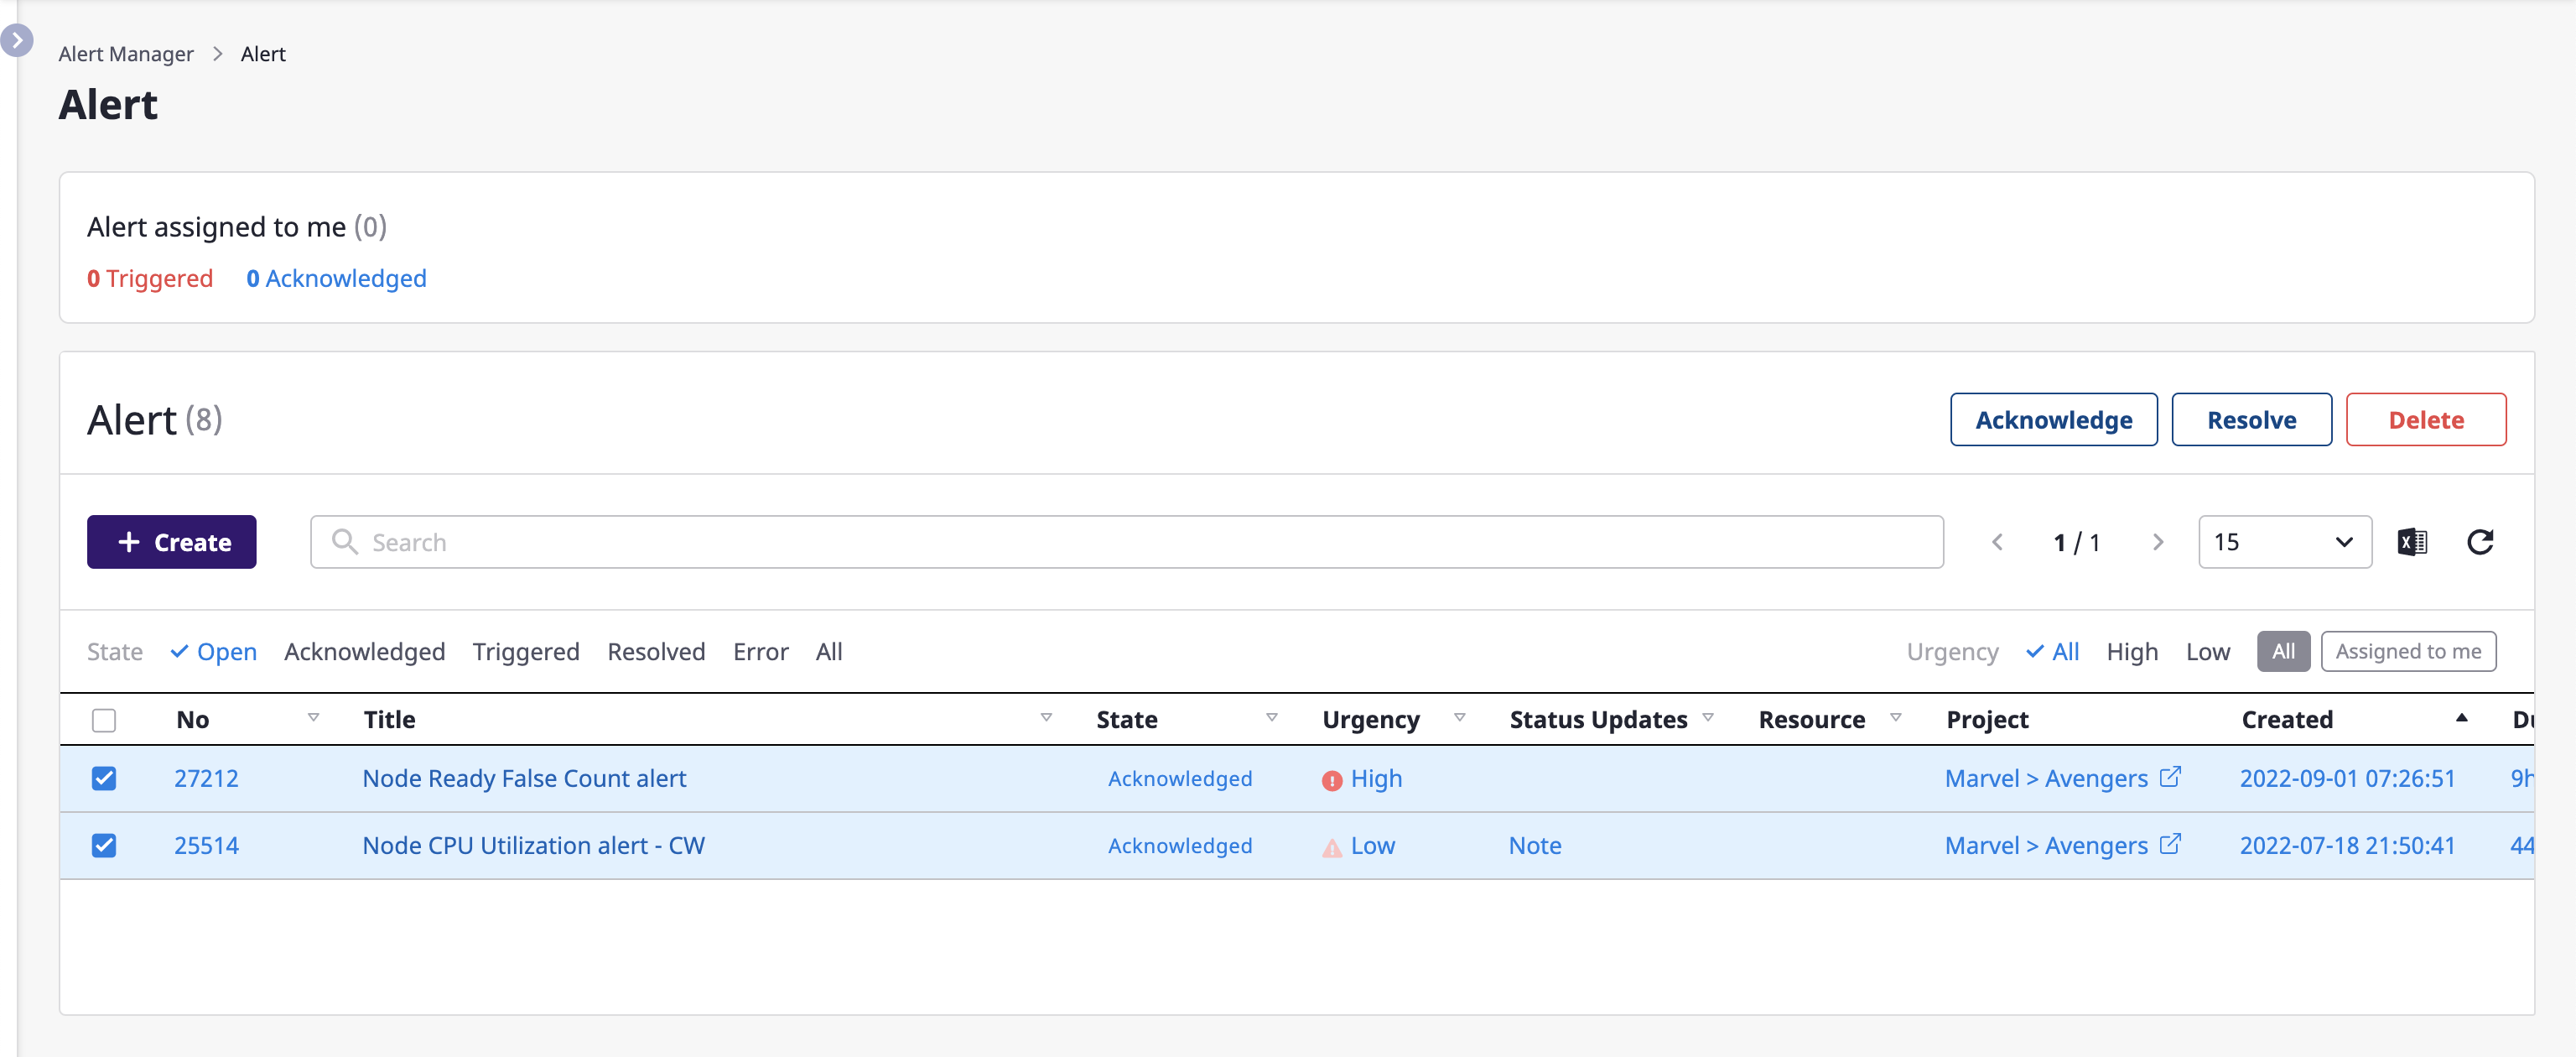 Alert Manager > Alert
Alert
Alert assigned to me (0)
0 Triggered 0 Acknowledged
Alert (8) Acknowledge Resolve Delete
+ Create Search 1 / 1 15
State Open Acknowledged Triggered Resolved Error All Urgency All High Low All Assigned to me
No Title State Urgency Status Updates Resource Project Created
27212 Node Ready False Count alert Acknowledged High Marvel > Avengers 2022-09-01 07:26:51 9h
25514 Node CPU Utilization alert - CW Acknowledged Low Note Marvel > Avengers 2022-07-18 21:50:41 44